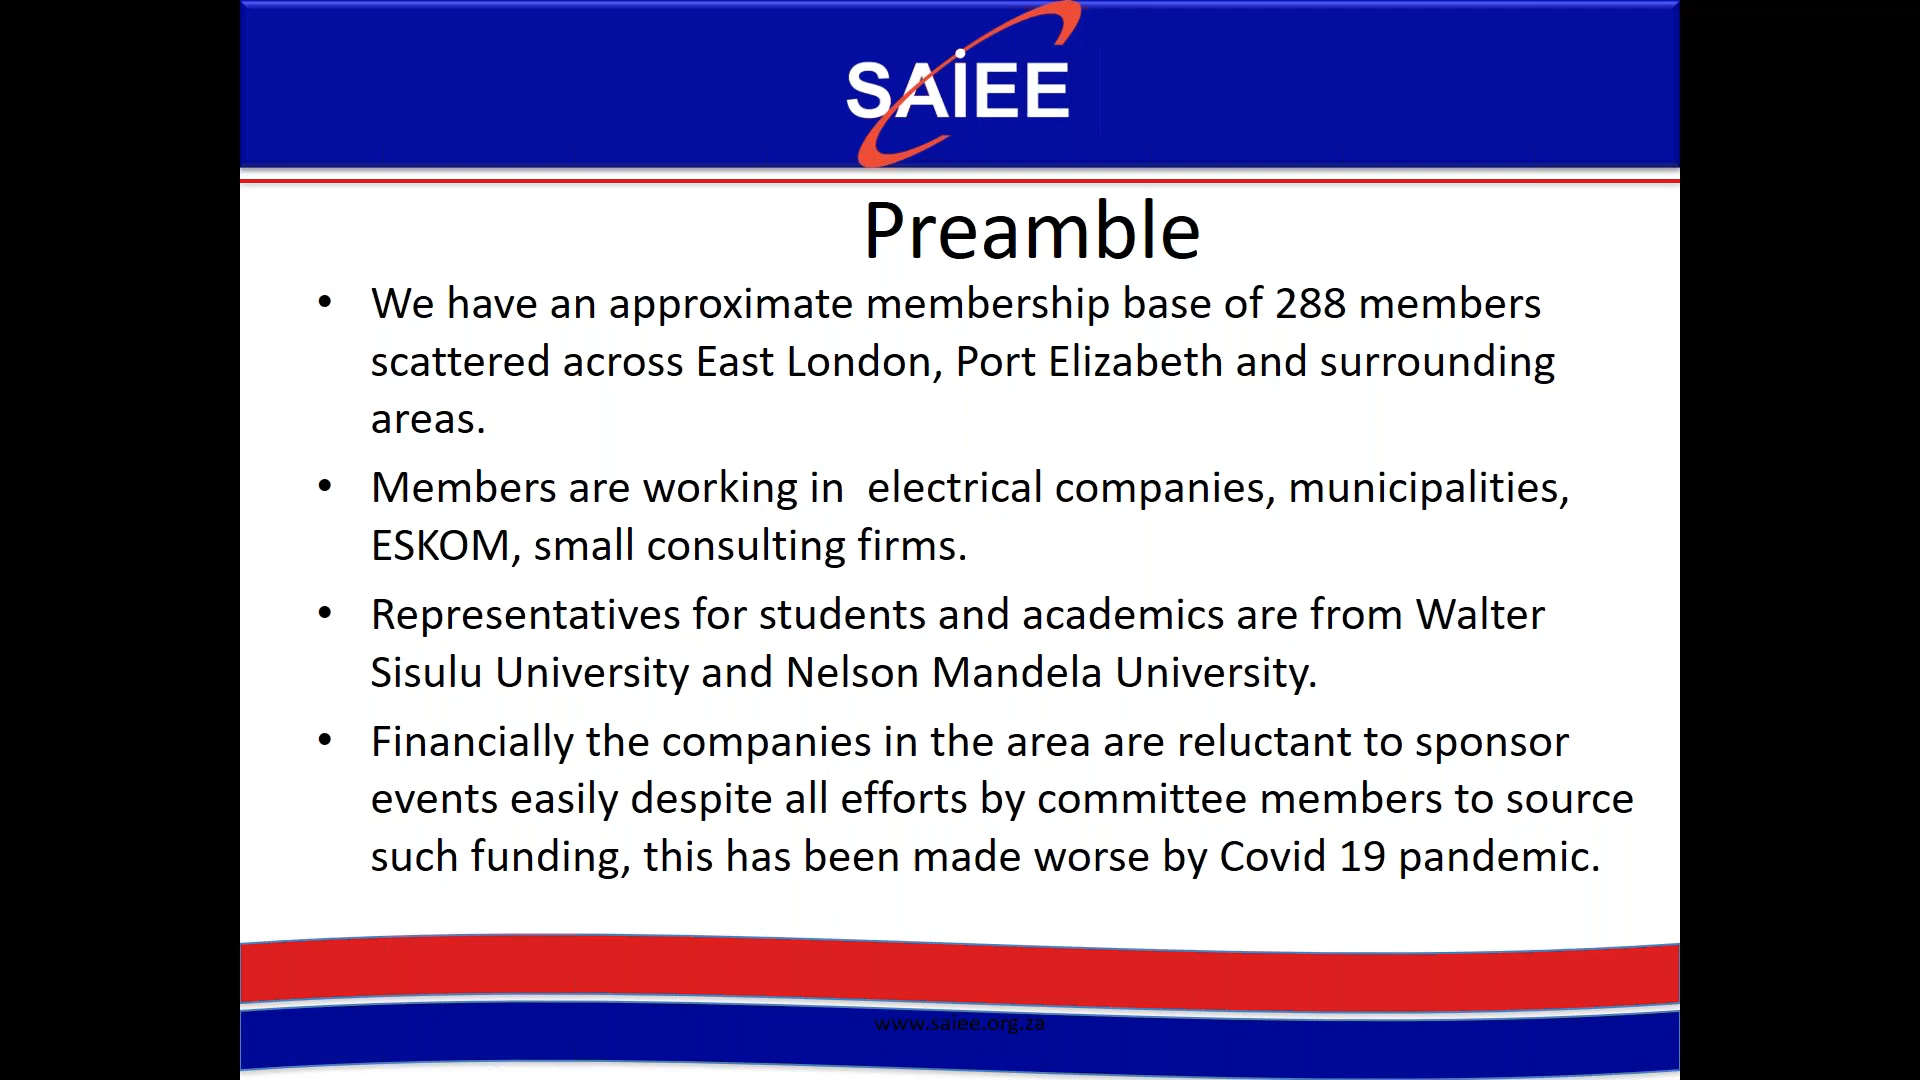 SAiEE
Preamble
• We have an approximate membership base of 288 members
scattered across East London, Port Elizabeth and surrounding
areas.
• Members are working in  electrical companies, municipalities,
ESKOM, small consulting firms.
• Representatives for students and academics are from Walter
Sisulu University and Nelson Mandela University.
• Financially the companies in the area are reluctant to sponsor
events easily despite all efforts by committee members to source
such funding, this has been made worse by Covid 19 pandemic.
www.saiee.org.za